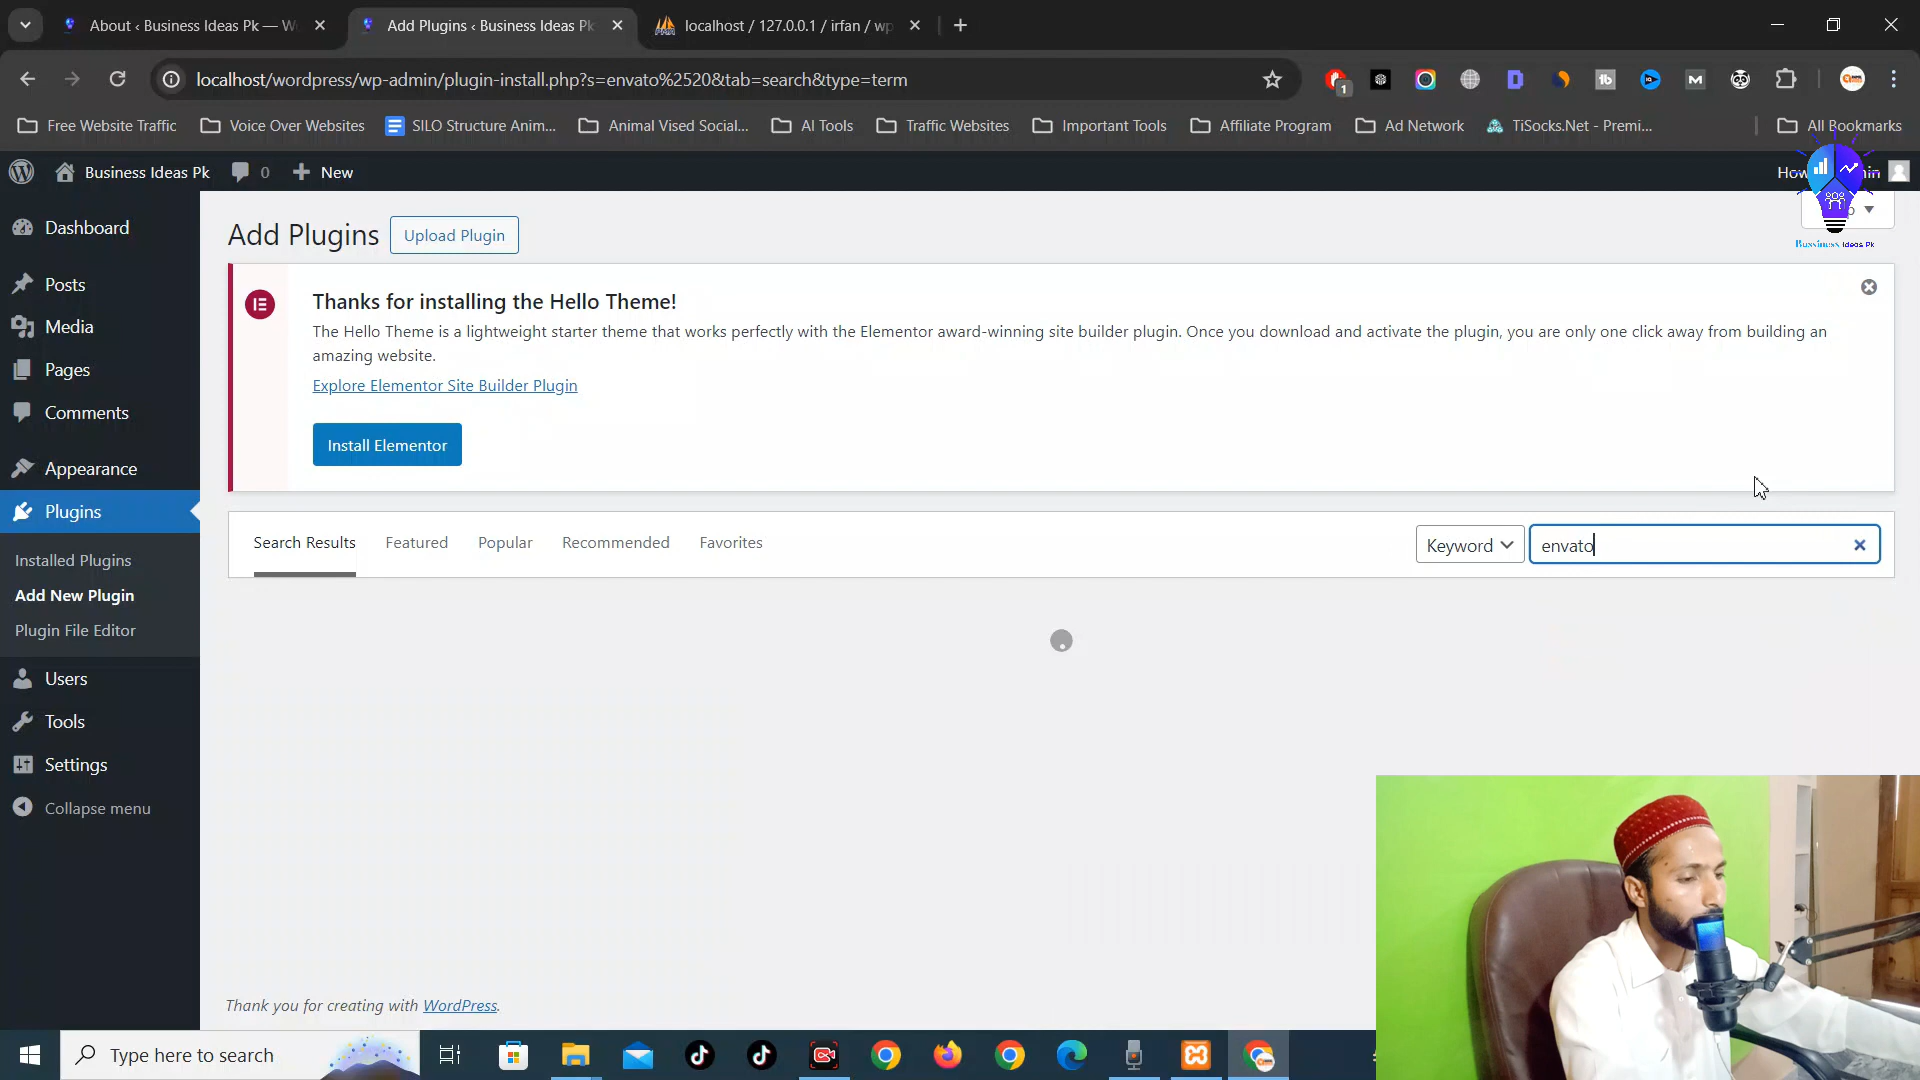 About ‹ Business Ideas Pk — W
Add Plugins ‹ Business Ideas Pk
localhost / 127.0.0.1 / irfan / wp
localhost/wordpress/wp-admin/plugin-install.php?s=envato%2520&tab=search&type=term
1
Free Website Traffic
Voice Over Websites
SILO Structure Anim...
Animal Vised Social...
AI Tools
Traffic Websites
Important Tools
Affiliate Program
Ad Network
TiSocks.Net - Premi...
All Bookmarks
Business Ideas Pk
0
New
Bussiness Ideas Pk
Dashboard
Posts
Media
Pages
Comments
Appearance
Plugins
Installed Plugins
Add New Plugin
Plugin File Editor
Users
Tools
Settings
Collapse menu
Add Plugins
Upload Plugin
Thanks for installing the Hello Theme!
The Hello Theme is a lightweight starter theme that works perfectly with the Elementor award-winning site builder plugin. Once you download and activate the plugin, you are only one click away from building an
amazing website.
Explore Elementor Site Builder Plugin
Install Elementor
Search Results
Featured
Popular
Recommended
Favorites
Keyword
envato
Thank you for creating with WordPress.
Type here to search